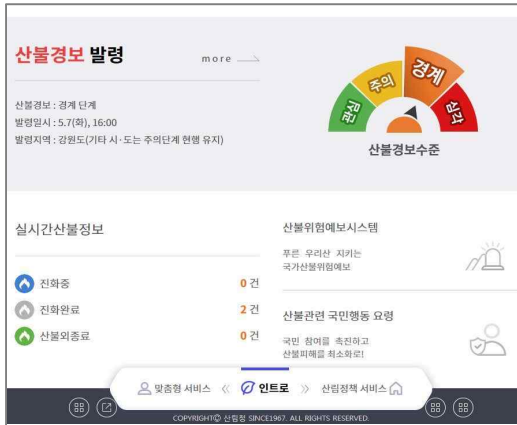 산불경보 발령
more
산불경보 : 경계 단계
발령일시 : 5.7(화), 16:00
발령지역 : 강원도(기타 시·도는 주의단계 현행 유지)
관심
주의
경계
심각
산불경보수준
실시간산불정보
진화중 0 건
진화완료 2 건
산불외종료 0 건
산불위험예보시스템
푸른 우리산 지키는
국가산불위험예보
산불관련 국민행동 요령
국민 참여를 촉진하고
산불피해를 최소화로!
맞춤형 서비스 《 인트로 》 산림정책 서비스
COPYRIGHTⓒ 산림청 SINCE1967. ALL RIGHTS RESERVED.